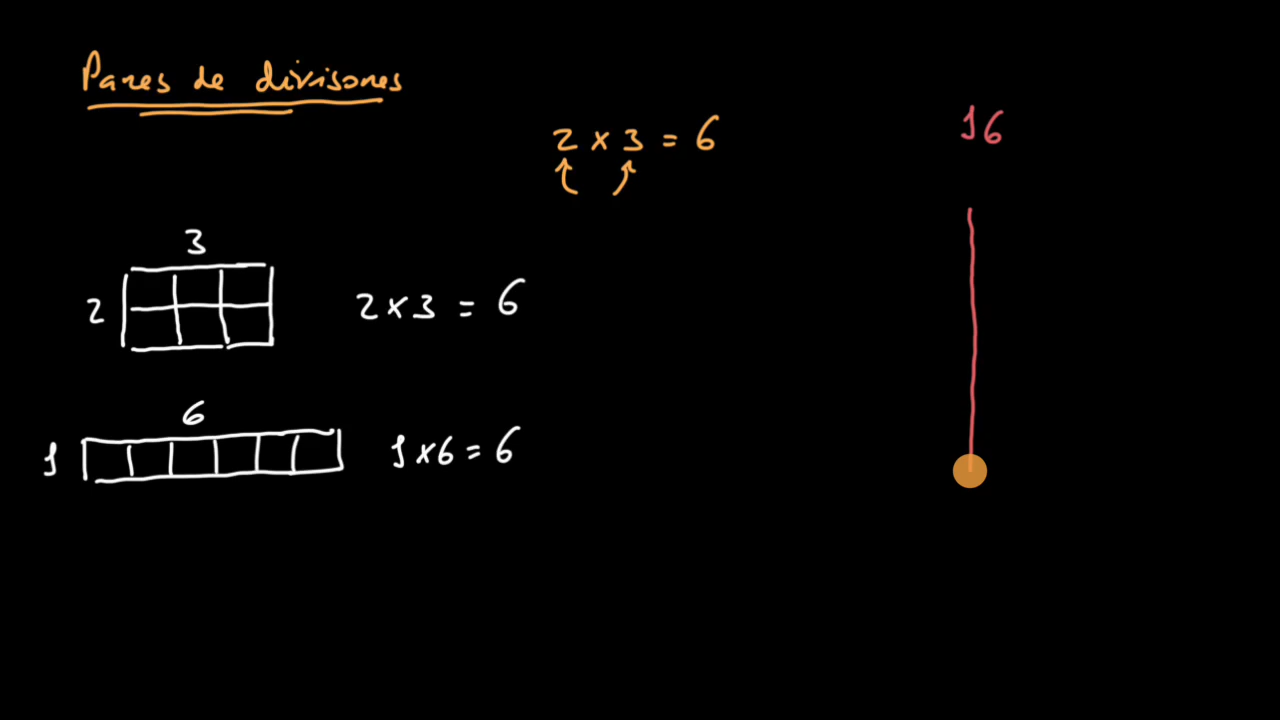 Pares de divisores
2 × 3 = 6
16
3
2
2 × 3 = 6
6
1
1 × 6 = 6